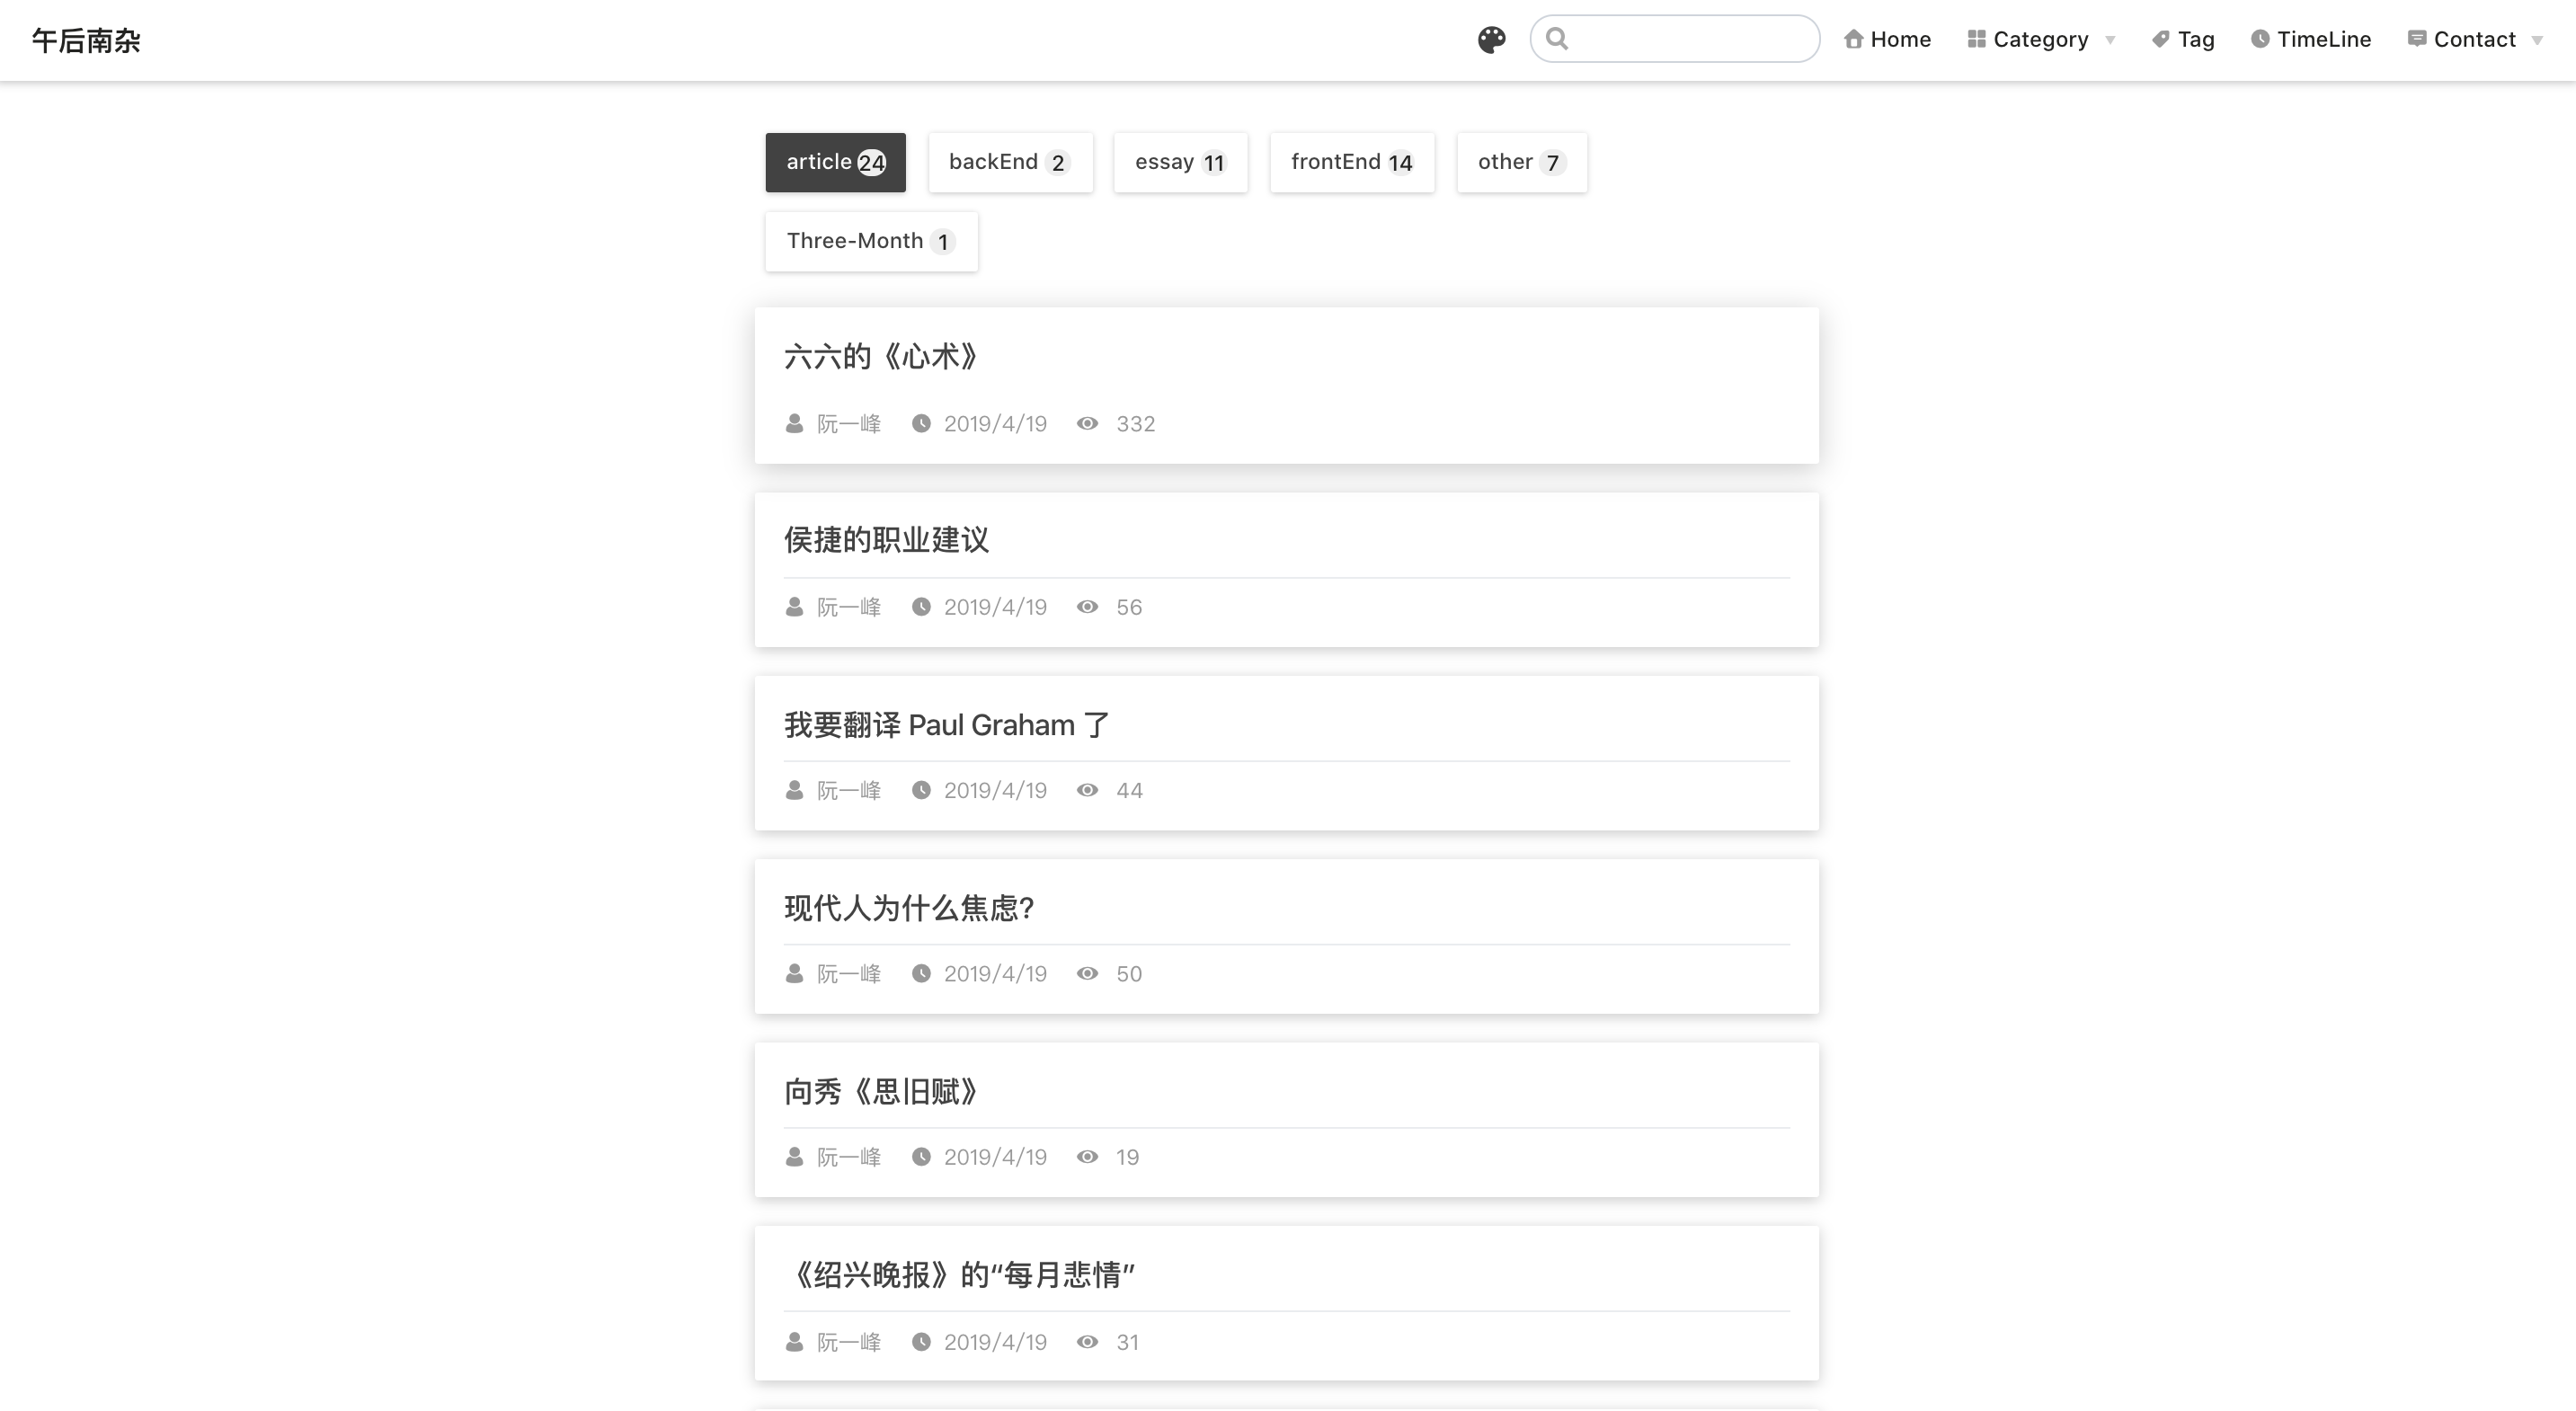 午后南杂 Home Category Tag TimeLine Contact
article 24 backEnd 2 essay 11 frontEnd 14 other 7
Three-Month 1
六六的《心术》
阮一峰 2019/4/19 332
侯捷的职业建议
阮一峰 2019/4/19 56
我要翻译 Paul Graham 了
阮一峰 2019/4/19 44
现代人为什么焦虑?
阮一峰 2019/4/19 50
向秀《思旧赋》
阮一峰 2019/4/19 19
《绍兴晚报》的“每月悲情”
阮一峰 2019/4/19 31